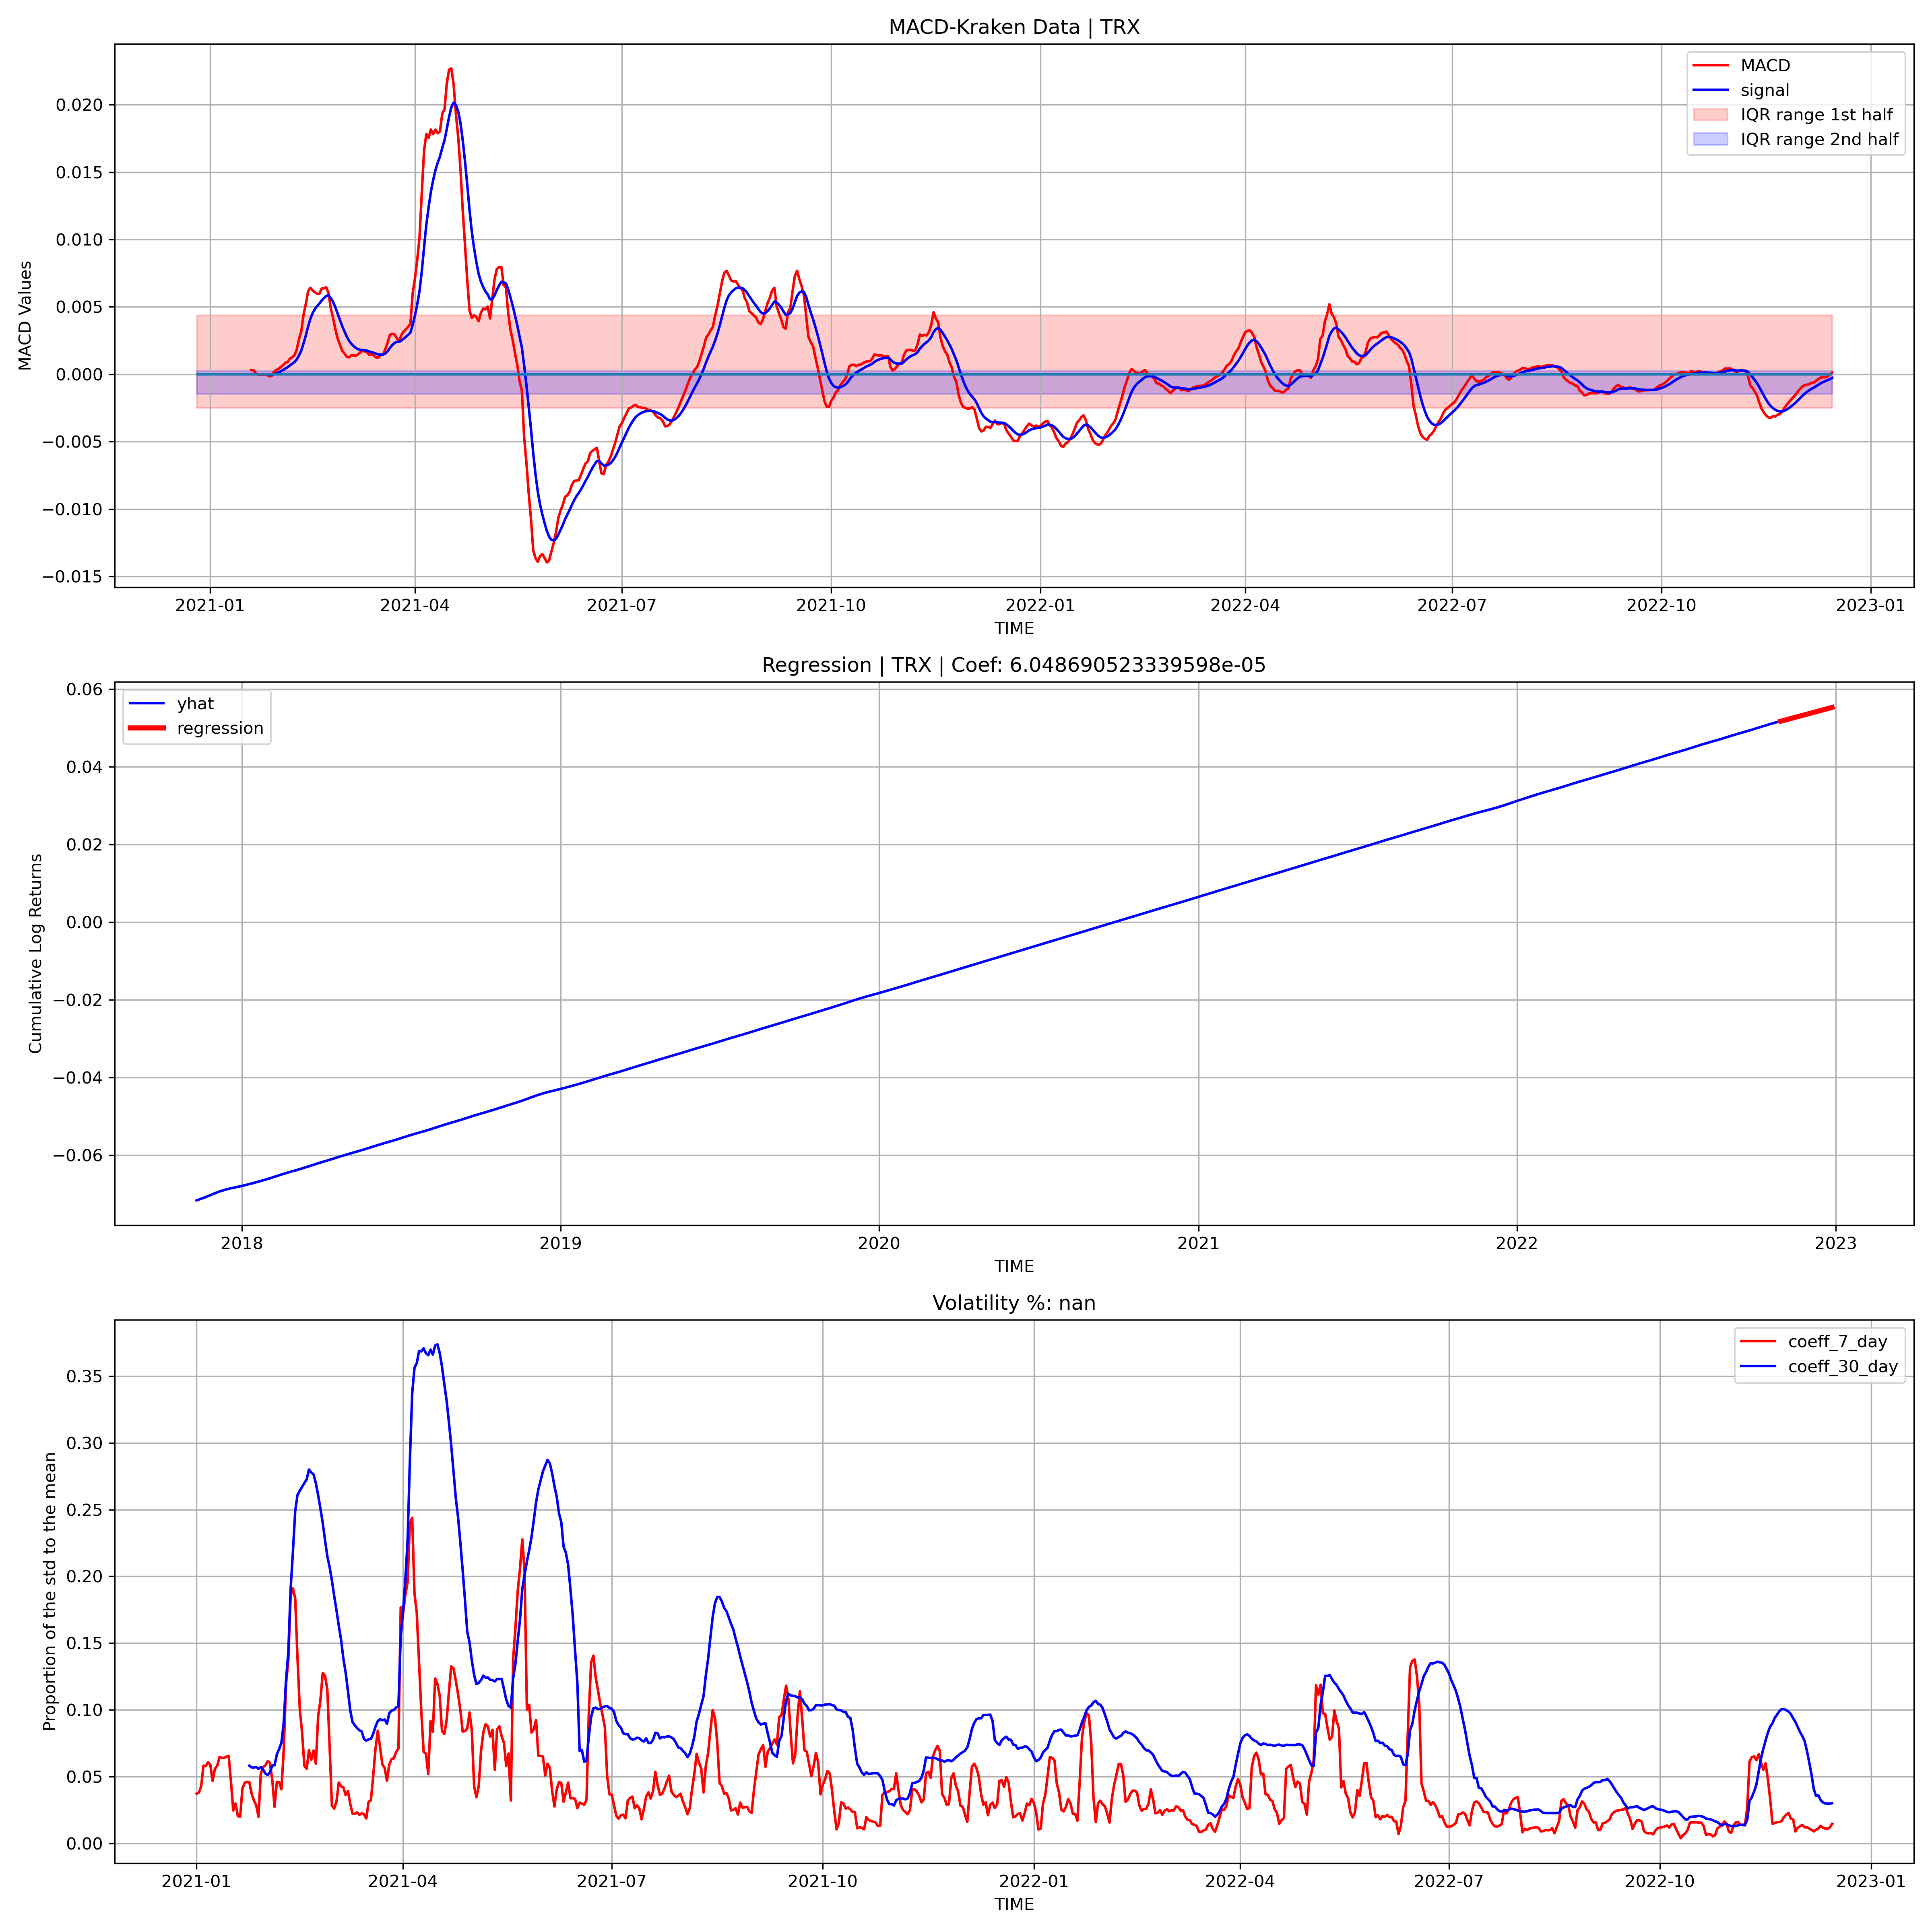 MACD-Kraken Data | TRX
MACD Values
0.020
0.015
0.010
0.005
0.000
−0.005
−0.010
−0.015
MACD
signal
IQR range 1st half
IQR range 2nd half
2021-01 2021-04 2021-07 2021-10 2022-01 2022-04 2022-07 2022-10 2023-01
TIME
Regression | TRX | Coef: 6.048690523339598e-05
Cumulative Log Returns
0.06
0.04
0.02
0.00
−0.02
−0.04
−0.06
yhat
regression
2018 2019 2020 2021 2022 2023
TIME
Volatility %: nan
Proportion of the std to the mean
0.35
0.30
0.25
0.20
0.15
0.10
0.05
0.00
coeff_7_day
coeff_30_day
2021-01 2021-04 2021-07 2021-10 2022-01 2022-04 2022-07 2022-10 2023-01
TIME